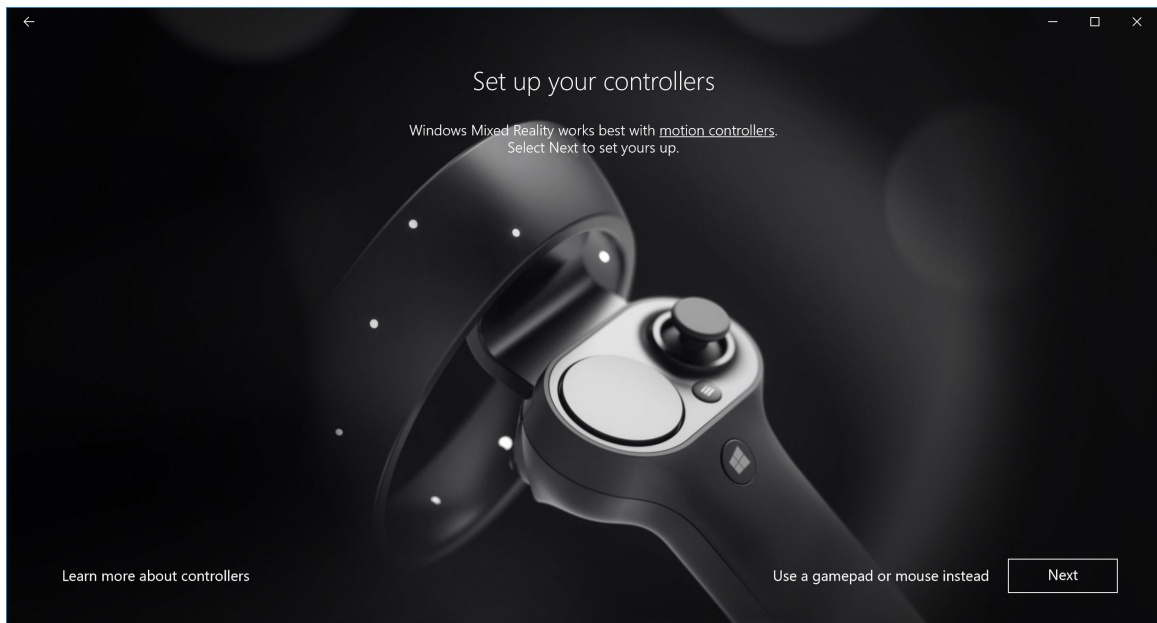 Set up your controllers
Windows Mixed Reality works best with motion controllers.
Select Next to set yours up.
Learn more about controllers
Use a gamepad or mouse instead
Next